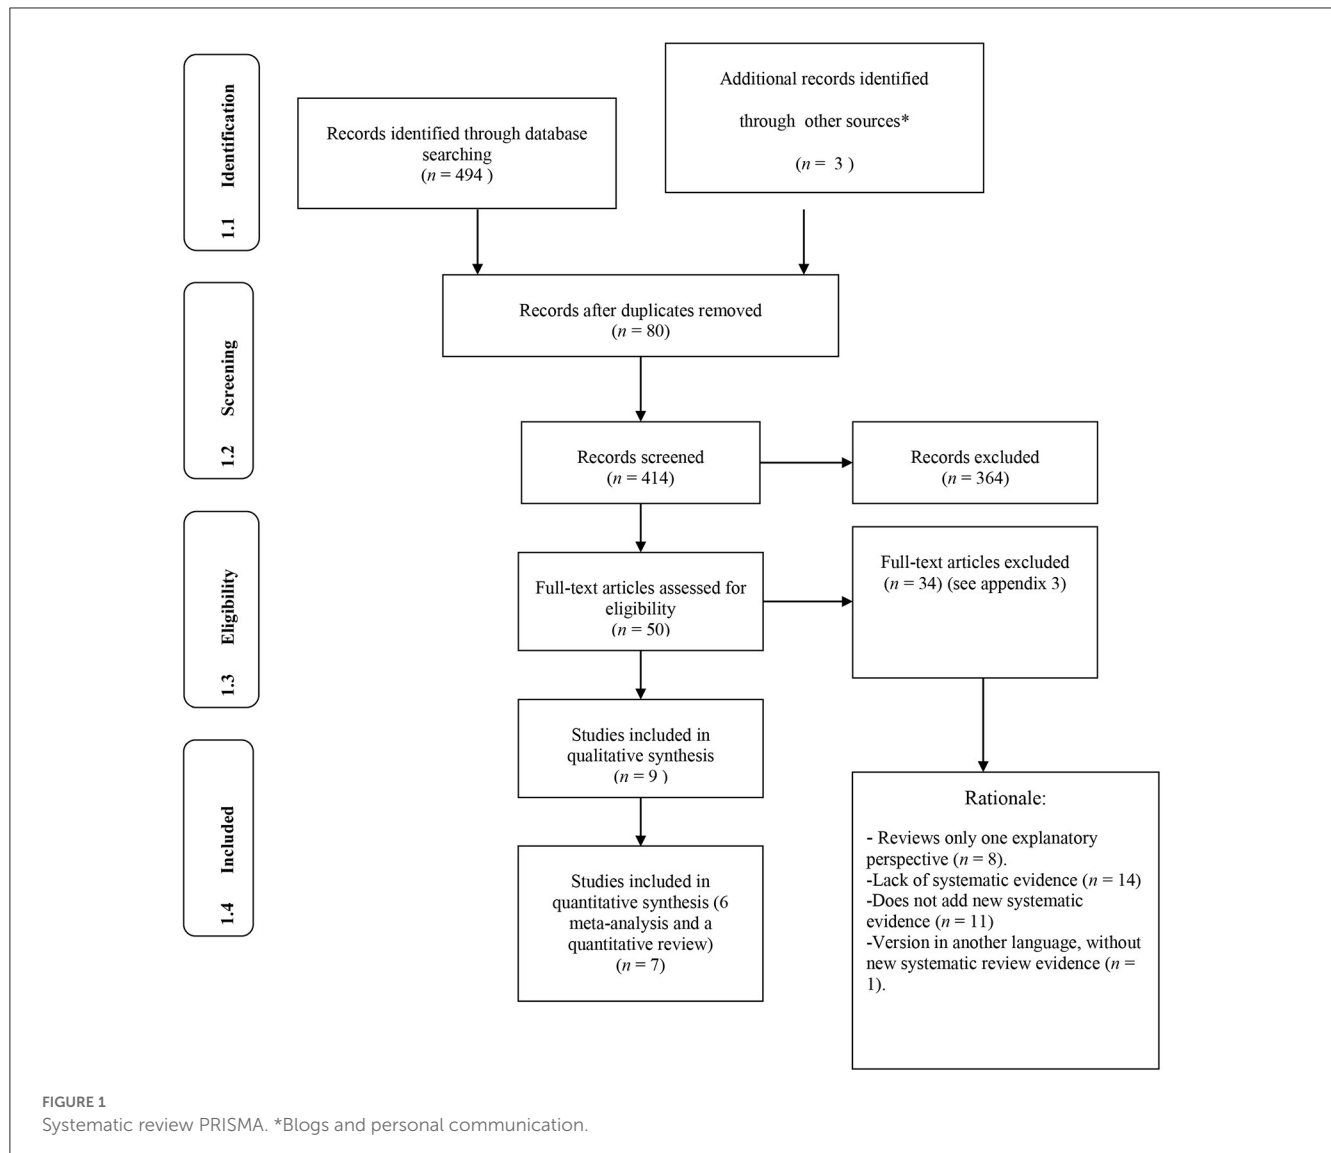 1.1 Identification
Records identified through database
searching
(n = 494 )
Additional records identified
through other sources*
(n = 3 )
Records after duplicates removed
(n = 80)
1.2 Screening
Records screened
(n = 414)
Records excluded
(n = 364)
1.3 Eligibility
Full-text articles assessed for
eligibility
(n = 50)
Full-text articles excluded
(n = 34) (see appendix 3)
Studies included in
qualitative synthesis
(n = 9 )
1.4 Included
Studies included in
quantitative synthesis (6
meta-analysis and a
quantitative review)
(n = 7)
Rationale:
- Reviews only one explanatory
perspective (n = 8).
-Lack of systematic evidence (n = 14)
-Does not add new systematic
evidence (n = 11)
-Version in another language, without
new systematic review evidence (n =
1).
FIGURE 1
Systematic review PRISMA. *Blogs and personal communication.